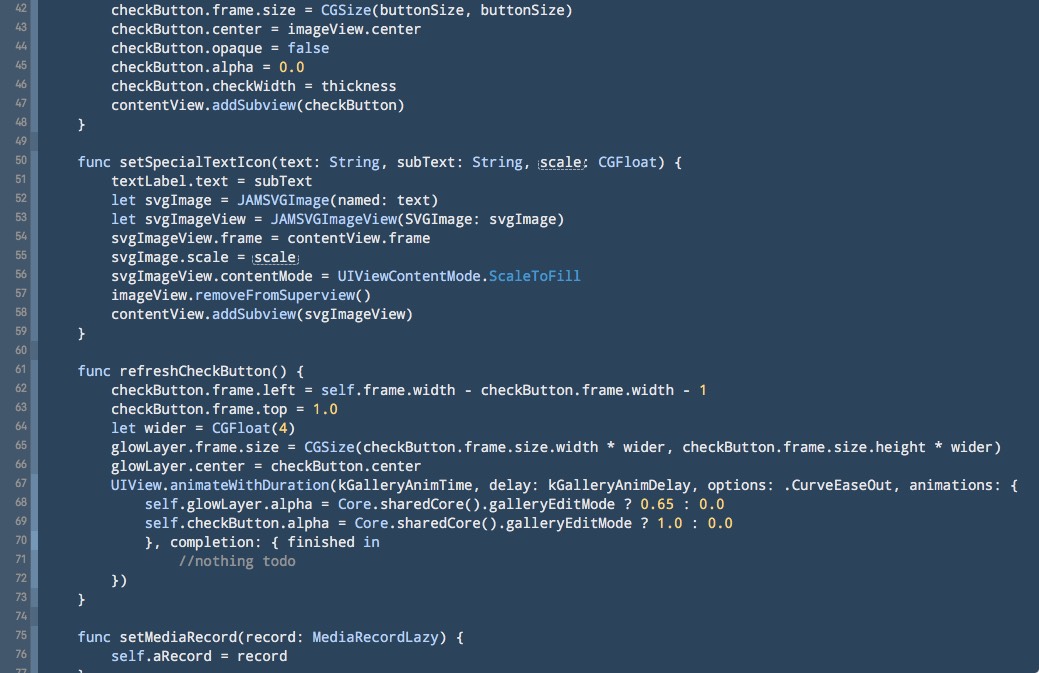 42 checkButton.frame.size = CGSize(buttonSize, buttonSize)
43 checkButton.center = imageView.center
44 checkButton.opaque = false
45 checkButton.alpha = 0.0
46 checkButton.checkWidth = thickness
47 contentView.addSubview(checkButton)
48 }
49
50 func setSpecialTextIcon(text: String, subText: String, scale: CGFloat) {
51 textLabel.text = subText
52 let svgImage = JAMSVGImage(named: text)
53 let svgImageView = JAMSVGImageView(SVGImage: svgImage)
54 svgImageView.frame = contentView.frame
55 svgImage.scale = scale
56 svgImageView.contentMode = UIViewContentMode.ScaleToFill
57 imageView.removeFromSuperview()
58 contentView.addSubview(svgImageView)
59 }
60
61 func refreshCheckButton() {
62 checkButton.frame.left = self.frame.width - checkButton.frame.width - 1
63 checkButton.frame.top = 1.0
64 let wider = CGFloat(4)
65 glowLayer.frame.size = CGSize(checkButton.frame.size.width * wider, checkButton.frame.size.height * wider)
66 glowLayer.center = checkButton.center
67 UIView.animateWithDuration(kGalleryAnimTime, delay: kGalleryAnimDelay, options: .CurveEaseOut, animations: {
68 self.glowLayer.alpha = Core.sharedCore().galleryEditMode ? 0.65 : 0.0
69 self.checkButton.alpha = Core.sharedCore().galleryEditMode ? 1.0 : 0.0
70 }, completion: { finished in
71 //nothing todo
72 })
73 }
74
75 func setMediaRecord(record: MediaRecordLazy) {
76 self.aRecord = record
77 }